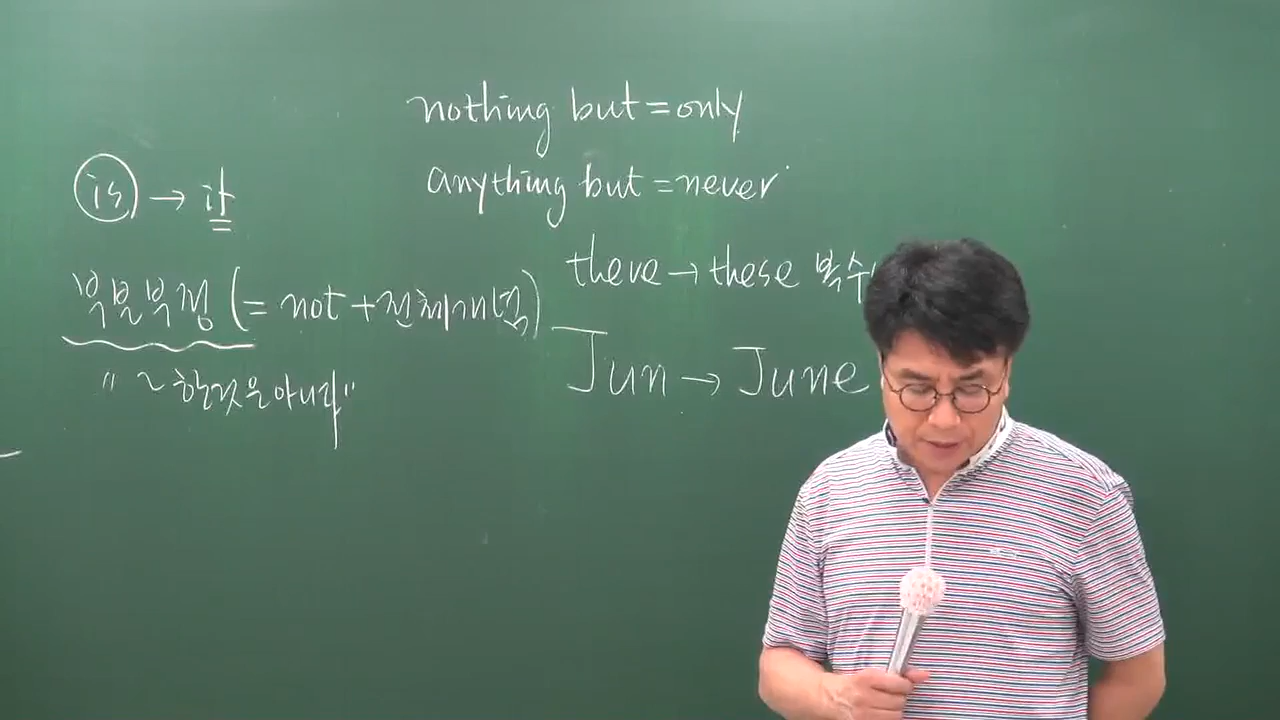 nothing but = only
anything but = never
is → 하
there → these 복수
부분부정 (= not + 전체개념)
Jun → June
" ~ 한것은아니다"